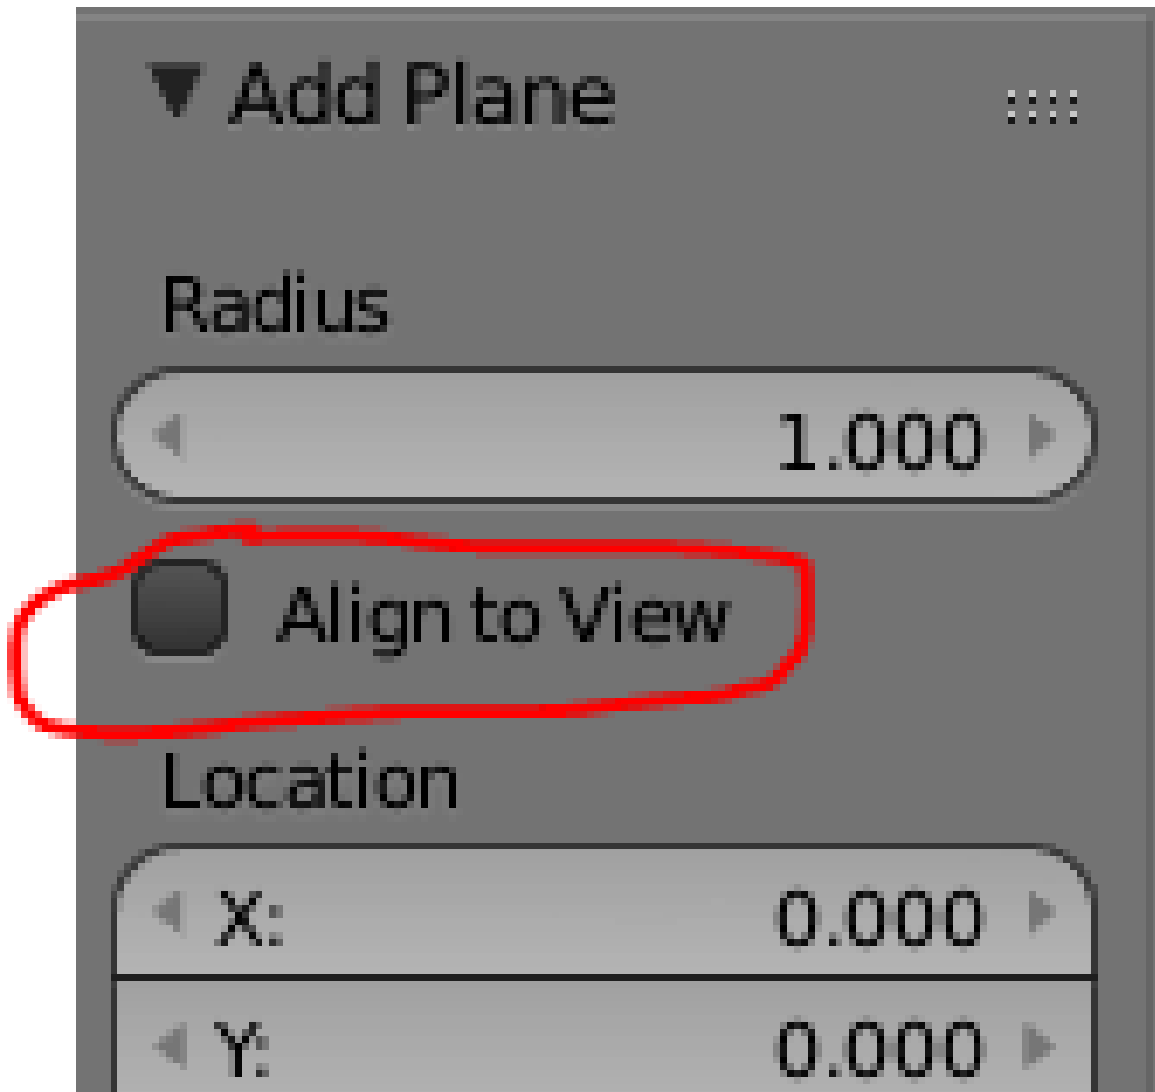 Add Plane
Radius
1.000
Align to View
Location
X: 0.000
Y: 0.000